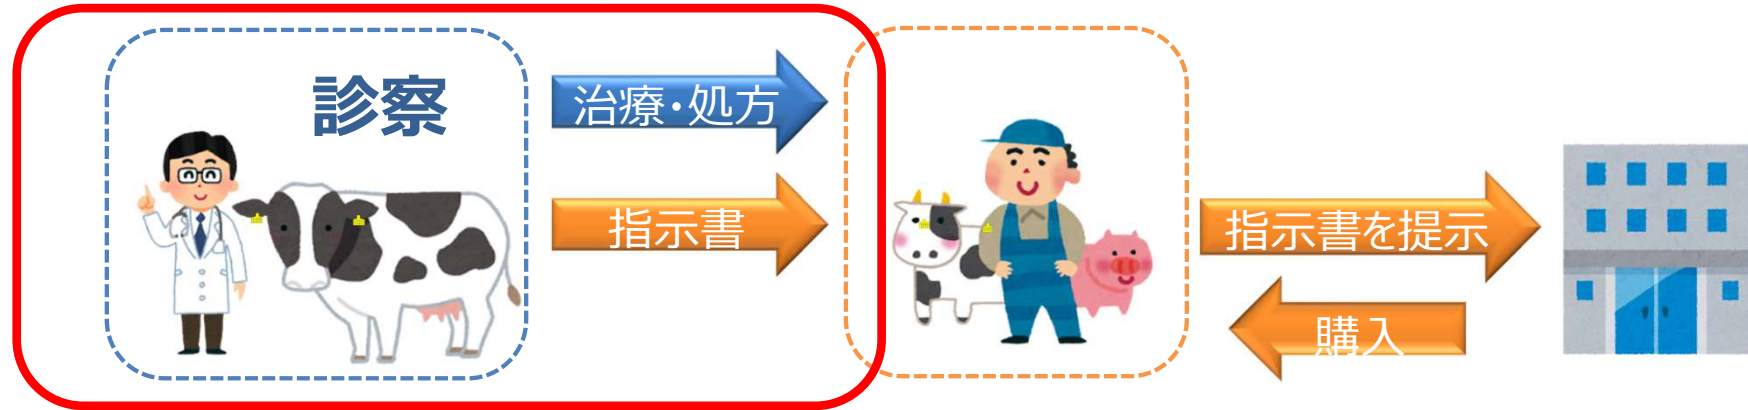 診察
治療・処方
指示書
指示書を提示
購入